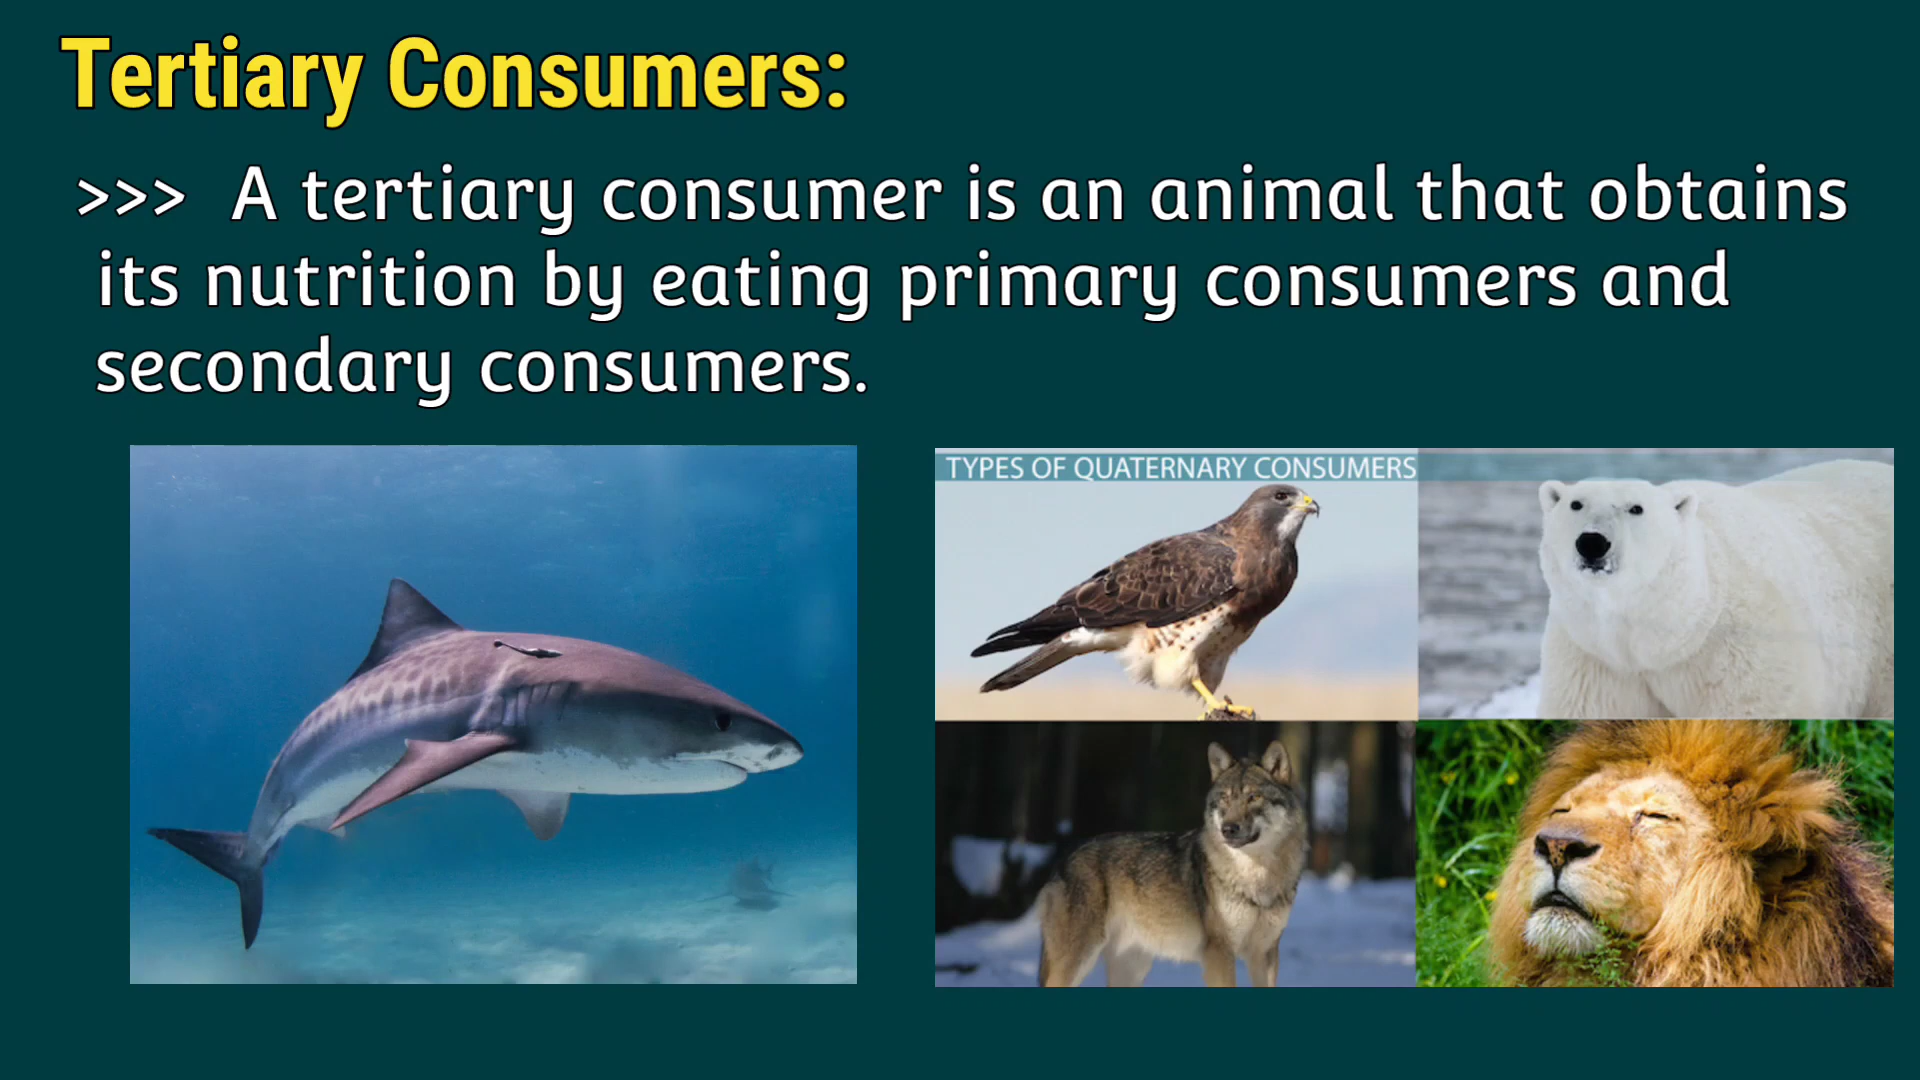 Tertiary Consumers:
>>> A tertiary consumer is an animal that obtains
its nutrition by eating primary consumers and
secondary consumers.
TYPES OF QUATERNARY CONSUMERS